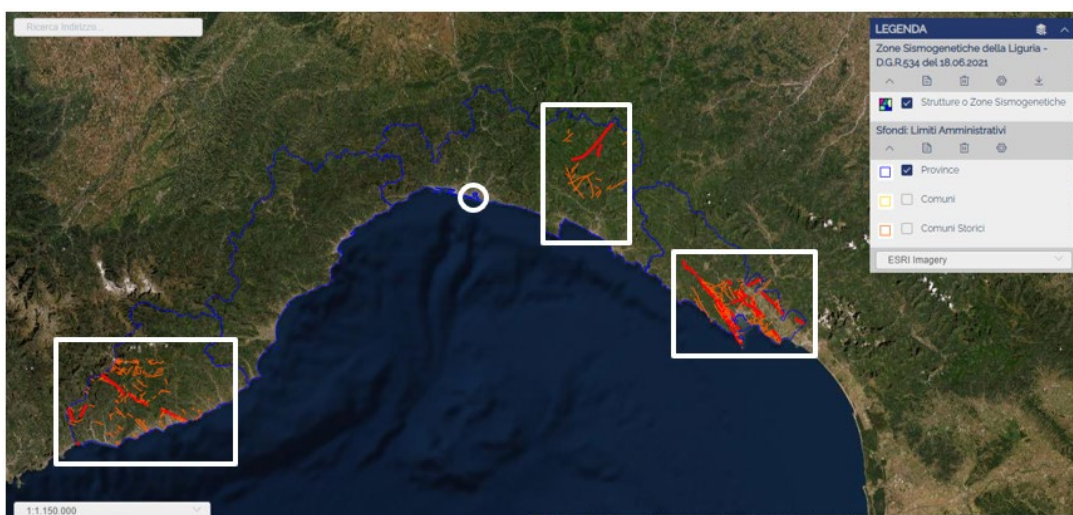 Ricerca Indirizzo...
LEGENDA
Zone Sismogenetiche della Liguria -
D.G.R.534 del 18.06.2021
Strutture o Zone Sismogenetiche
Sfondi: Limiti Amministrativi
Province
Comuni
Comuni Storici
ESRI Imagery
1:1.150.000